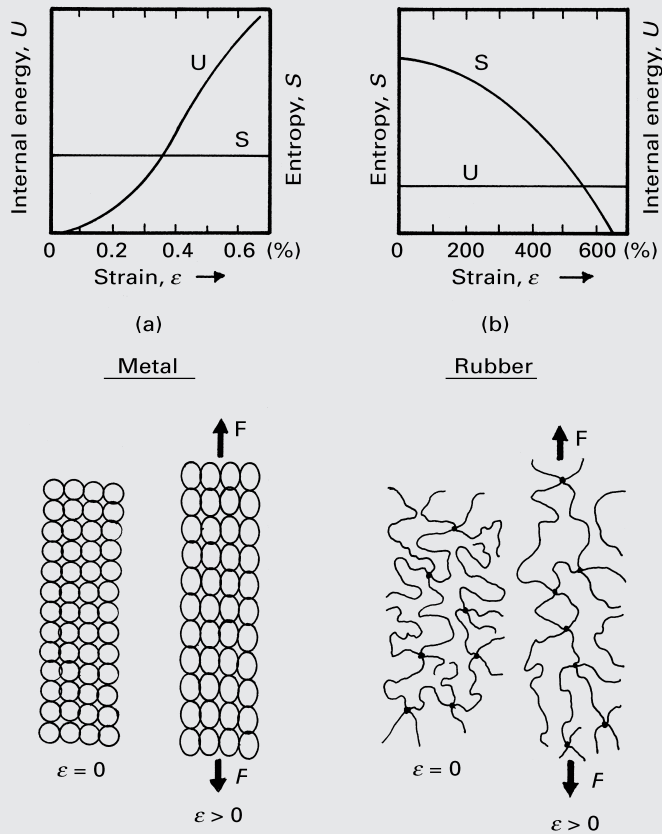 Internal energy, U
U
S
Entropy, S
0 0.2 0.4 0.6 (%)
Strain, ε
(a)
Entropy, S
S
U
Internal energy, U
0 200 400 600 (%)
Strain, ε
(b)
Metal
Rubber
F
F
ε = 0
F
ε > 0
ε = 0
F
ε > 0